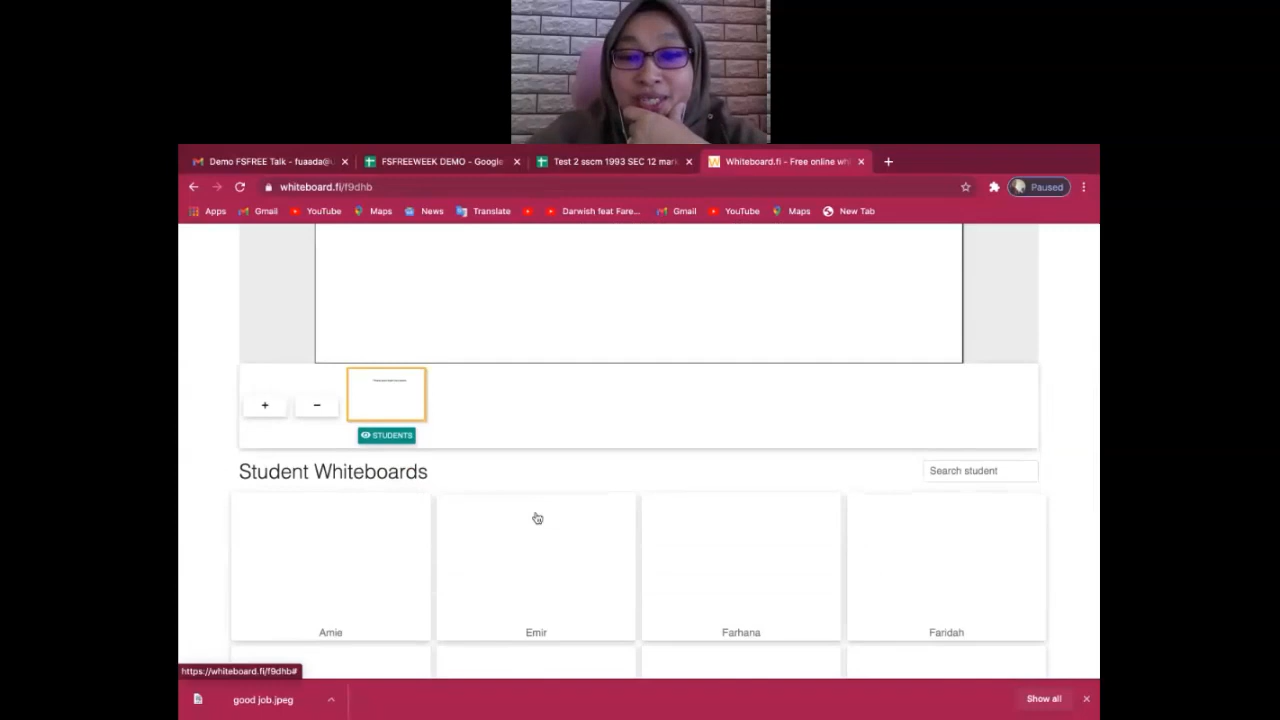 Demo FSFREE Talk - fuaada@
FSFREEWEEK DEMO - Google
Test 2 sscm 1993 SEC 12 mar
Whiteboard.fi - Free online wh
whiteboard.fi/f9dhb
Paused
Apps
Gmail
YouTube
Maps
News
Translate
Darwish feat Fare...
Gmail
YouTube
Maps
New Tab
+
−
STUDENTS
Student Whiteboards
Search student
Amie
Emir
Farhana
Faridah
https://whiteboard.fi/f9dhb#
good job.jpeg
Show all